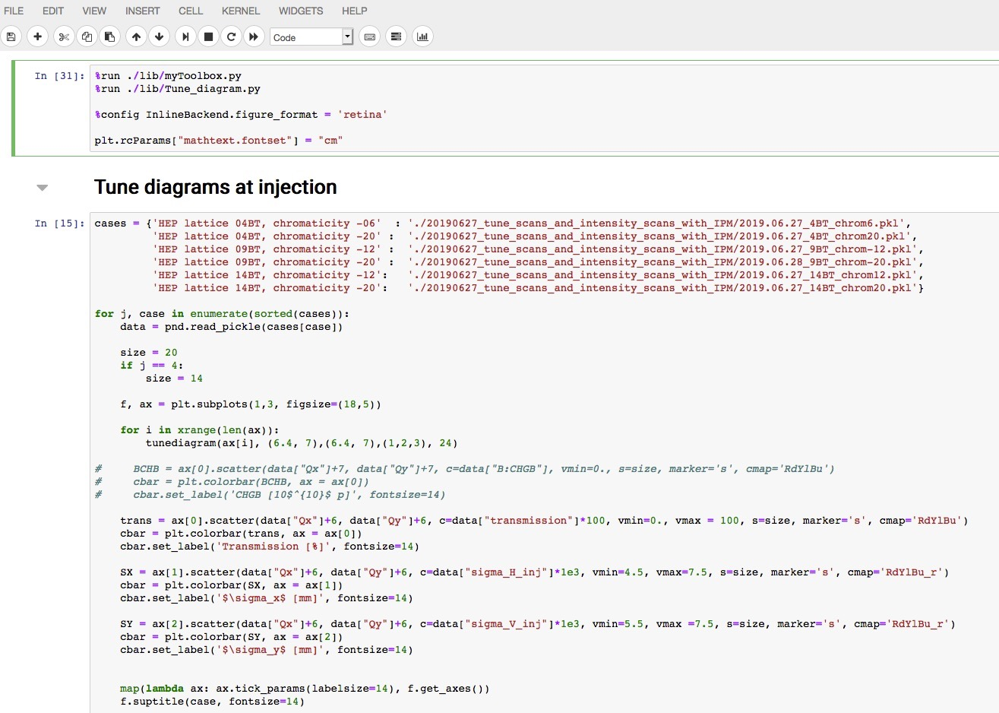 FILE EDIT VIEW INSERT CELL KERNEL WIDGETS HELP
Code
In [31]: %run ./lib/myToolbox.py
%run ./lib/Tune_diagram.py
%config InlineBackend.figure_format = 'retina'
plt.rcParams["mathtext.fontset"] = "cm"
Tune diagrams at injection
In [15]: cases = {'HEP lattice 04BT, chromaticity -06'  : './20190627_tune_scans_and_intensity_scans_with_IPM/2019.06.27_4BT_chrom6.pkl',
'HEP lattice 04BT, chromaticity -20' :  './20190627_tune_scans_and_intensity_scans_with_IPM/2019.06.27_4BT_chrom20.pkl',
'HEP lattice 09BT, chromaticity -12' :  './20190627_tune_scans_and_intensity_scans_with_IPM/2019.06.27_9BT_chrom-12.pkl',
'HEP lattice 09BT, chromaticity -20' :  './20190627_tune_scans_and_intensity_scans_with_IPM/2019.06.28_9BT_chrom-20.pkl',
'HEP lattice 14BT, chromaticity -12':   './20190627_tune_scans_and_intensity_scans_with_IPM/2019.06.27_14BT_chrom12.pkl',
'HEP lattice 14BT, chromaticity -20':   './20190627_tune_scans_and_intensity_scans_with_IPM/2019.06.27_14BT_chrom20.pkl'}
for j, case in enumerate(sorted(cases)):
data = pnd.read_pickle(cases[case])
size = 20
if j == 4:
size = 14
f, ax = plt.subplots(1,3, figsize=(18,5))
for i in xrange(len(ax)):
tunediagram(ax[i], (6.4, 7),(6.4, 7),(1,2,3), 24)
#     BCHB = ax[0].scatter(data["Qx"]+7, data["Qy"]+7, c=data["B:CHGB"], vmin=0., s=size, marker='s', cmap='RdYlBu')
#     cbar = plt.colorbar(BCHB, ax = ax[0])
#     cbar.set_label('CHGB [10$^{10}$ p]', fontsize=14)
trans = ax[0].scatter(data["Qx"]+6, data["Qy"]+6, c=data["transmission"]*100, vmin=0., vmax = 100, s=size, marker='s', cmap='RdYlBu')
cbar = plt.colorbar(trans, ax = ax[0])
cbar.set_label('Transmission [%]', fontsize=14)
SX = ax[1].scatter(data["Qx"]+6, data["Qy"]+6, c=data["sigma_H_inj"]*1e3, vmin=4.5, vmax=7.5, s=size, marker='s', cmap='RdYlBu_r')
cbar = plt.colorbar(SX, ax = ax[1])
cbar.set_label('$\sigma_x$ [mm]', fontsize=14)
SY = ax[2].scatter(data["Qx"]+6, data["Qy"]+6, c=data["sigma_V_inj"]*1e3, vmin=5.5, vmax =7.5, s=size, marker='s', cmap='RdYlBu_r')
cbar = plt.colorbar(SY, ax = ax[2])
cbar.set_label('$\sigma_y$ [mm]', fontsize=14)
map(lambda ax: ax.tick_params(labelsize=14), f.get_axes())
f.suptitle(case, fontsize=14)